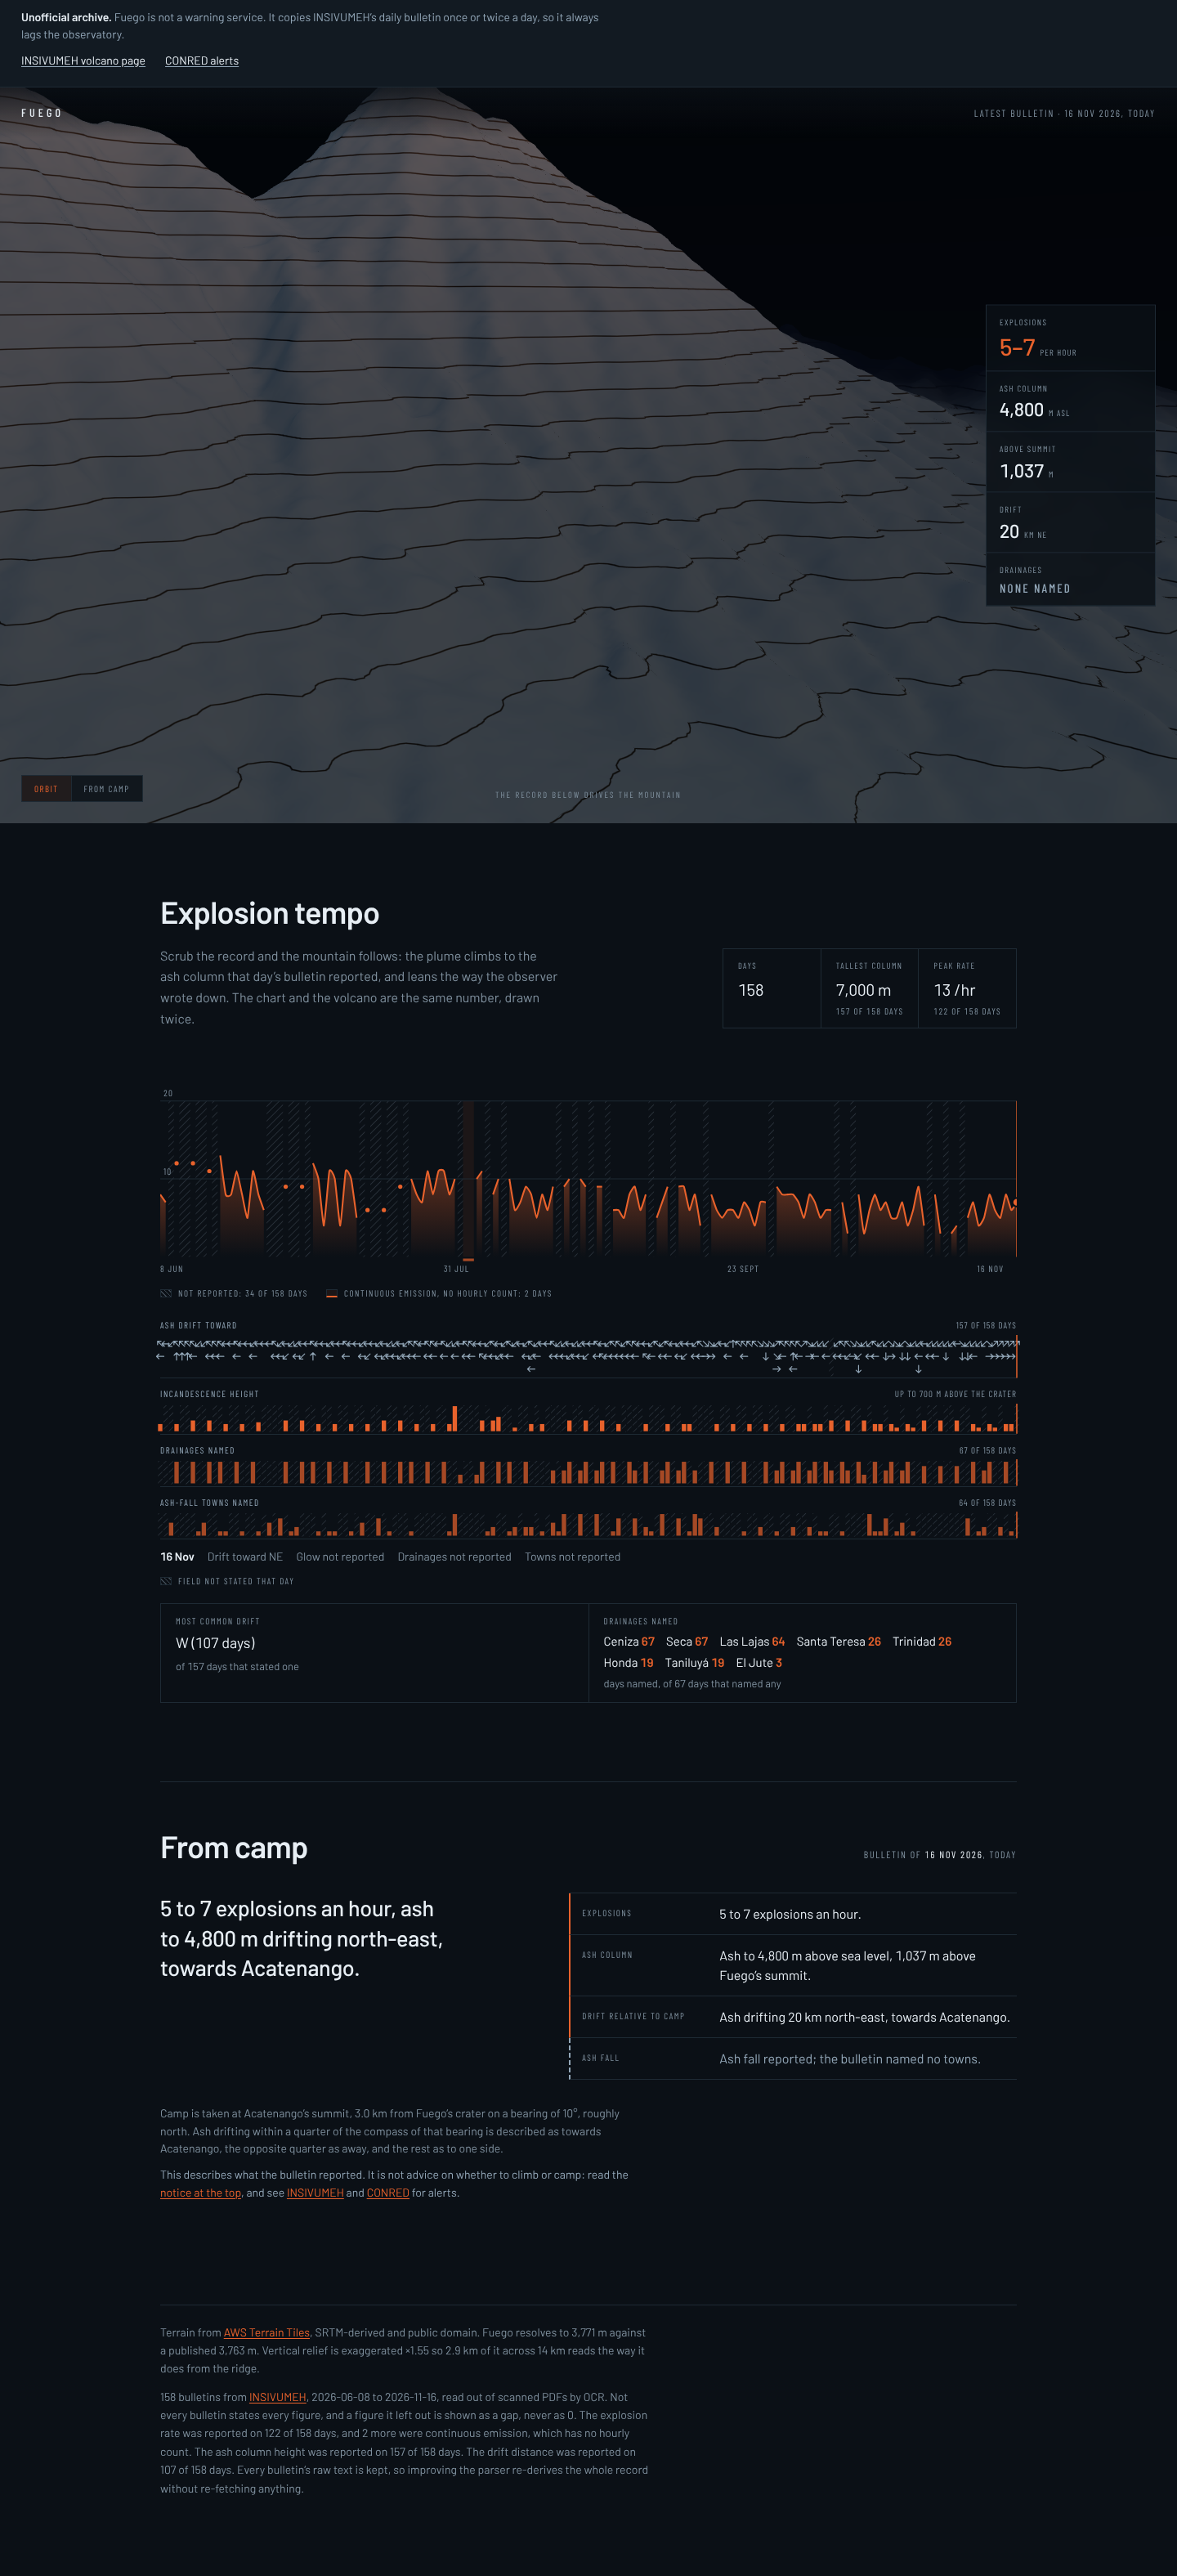 Unofficial archive. Fuego is not a warning service. It copies INSIVUMEH's daily bulletin once or twice a day, so it always
lags the observatory.
INSIVUMEH volcano page CONRED alerts
FUEGO
LATEST BULLETIN · 16 NOV 2026, TODAY
EXPLOSIONS
5–7 PER HOUR
ASH COLUMN
4,800 M ASL
ABOVE SUMMIT
1,037 M
DRIFT
20 KM NE
DRAINAGES
NONE NAMED
ORBIT FROM CAMP
THE RECORD BELOW DRIVES THE MOUNTAIN
Explosion tempo
Scrub the record and the mountain follows: the plume climbs to the
ash column that day's bulletin reported, and leans the way the observer
wrote down. The chart and the volcano are the same number, drawn
twice.
DAYS
158
TALLEST COLUMN
7,000 m
157 OF 158 DAYS
PEAK RATE
13 /hr
122 OF 158 DAYS
20
10
8 JUN 31 JUL 23 SEPT 16 NOV
NOT REPORTED: 34 OF 158 DAYS CONTINUOUS EMISSION, NO HOURLY COUNT: 2 DAYS
ASH DRIFT TOWARD 157 OF 158 DAYS
INCANDESCENCE HEIGHT UP TO 700 M ABOVE THE CRATER
DRAINAGES NAMED 67 OF 158 DAYS
ASH-FALL TOWNS NAMED 64 OF 158 DAYS
16 Nov Drift toward NE Glow not reported Drainages not reported Towns not reported
FIELD NOT STATED THAT DAY
MOST COMMON DRIFT
W (107 days)
of 157 days that stated one
DRAINAGES NAMED
Ceniza 67 Seca 67 Las Lajas 64 Santa Teresa 26 Trinidad 26
Honda 19 Taniluyá 19 El Jute 3
days named, of 67 days that named any
From camp
BULLETIN OF 16 NOV 2026, TODAY
5 to 7 explosions an hour, ash
to 4,800 m drifting north-east,
towards Acatenango.
EXPLOSIONS 5 to 7 explosions an hour.
ASH COLUMN Ash to 4,800 m above sea level, 1,037 m above
Fuego's summit.
DRIFT RELATIVE TO CAMP Ash drifting 20 km north-east, towards Acatenango.
ASH FALL Ash fall reported; the bulletin named no towns.
Camp is taken at Acatenango's summit, 3.0 km from Fuego's crater on a bearing of 10°, roughly
north. Ash drifting within a quarter of the compass of that bearing is described as towards
Acatenango, the opposite quarter as away, and the rest as to one side.
This describes what the bulletin reported. It is not advice on whether to climb or camp: read the
notice at the top, and see INSIVUMEH and CONRED for alerts.
Terrain from AWS Terrain Tiles, SRTM-derived and public domain. Fuego resolves to 3,771 m against
a published 3,763 m. Vertical relief is exaggerated ×1.55 so 2.9 km of it across 14 km reads the way it
does from the ridge.
158 bulletins from INSIVUMEH, 2026-06-08 to 2026-11-16, read out of scanned PDFs by OCR. Not
every bulletin states every figure, and a figure it left out is shown as a gap, never as 0. The explosion
rate was reported on 122 of 158 days, and 2 more were continuous emission, which has no hourly
count. The ash column height was reported on 157 of 158 days. The drift distance was reported on
107 of 158 days. Every bulletin's raw text is kept, so improving the parser re-derives the whole record
without re-fetching anything.